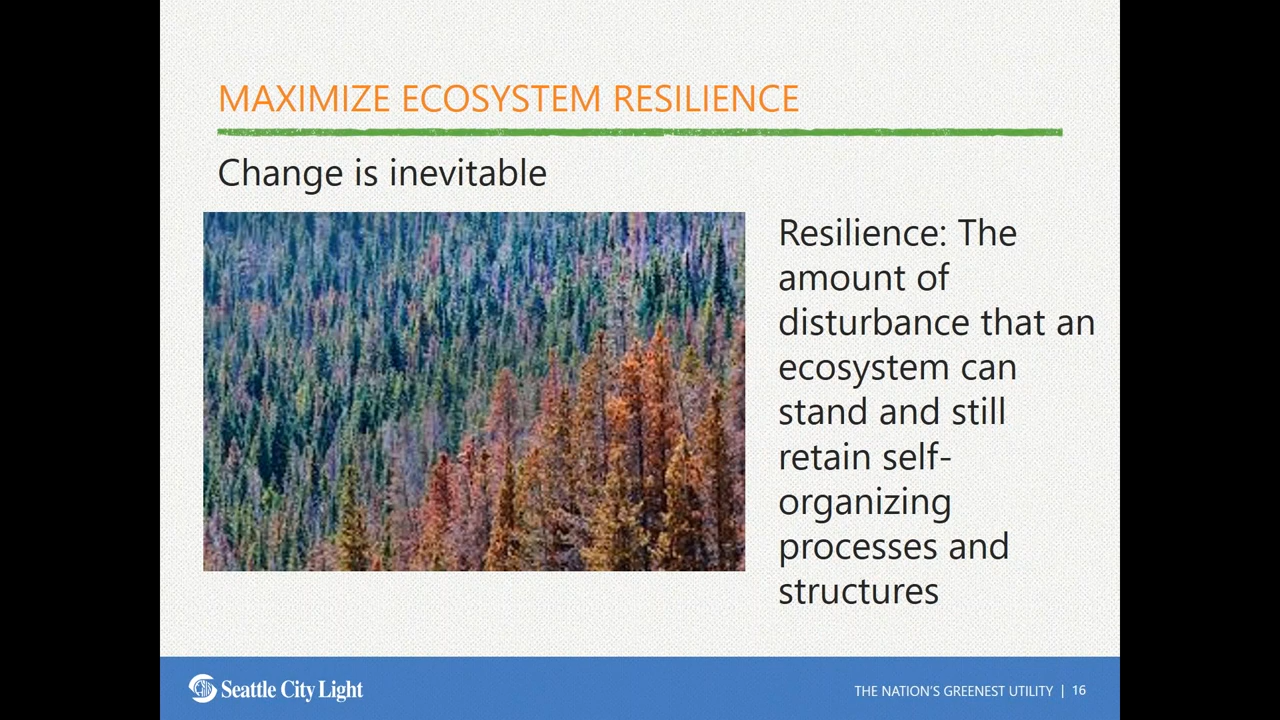 MAXIMIZE ECOSYSTEM RESILIENCE
Change is inevitable
Resilience: The
amount of
disturbance that an
ecosystem can
stand and still
retain self-
organizing
processes and
structures
Seattle City Light
THE NATION'S GREENEST UTILITY | 16